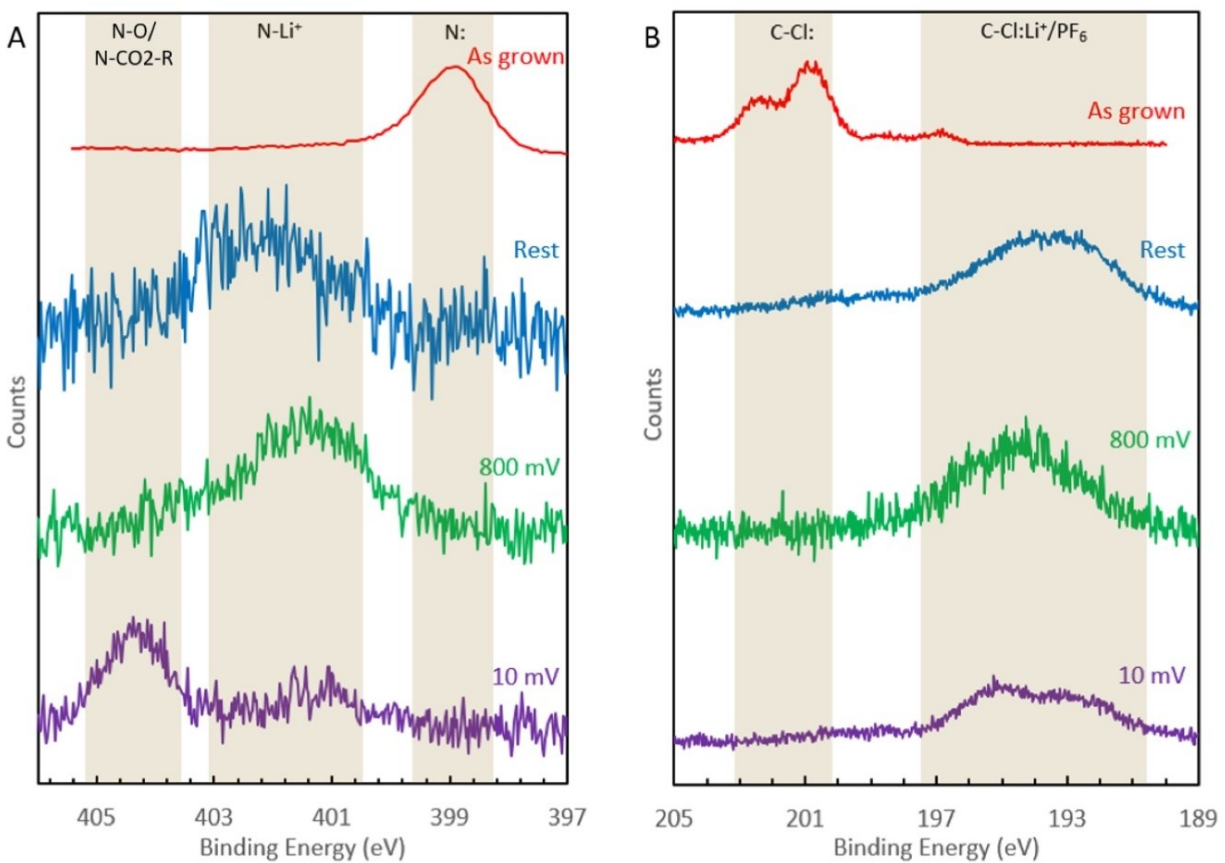 A
N-O/
N-CO2-R
N-Li⁺
N:
As grown
Rest
800 mV
10 mV
Counts
405
403
401
399
397
Binding Energy (eV)
B
C-Cl:
C-Cl:Li⁺/PF₆
As grown
Rest
800 mV
10 mV
Counts
205
201
197
193
189
Binding Energy (eV)